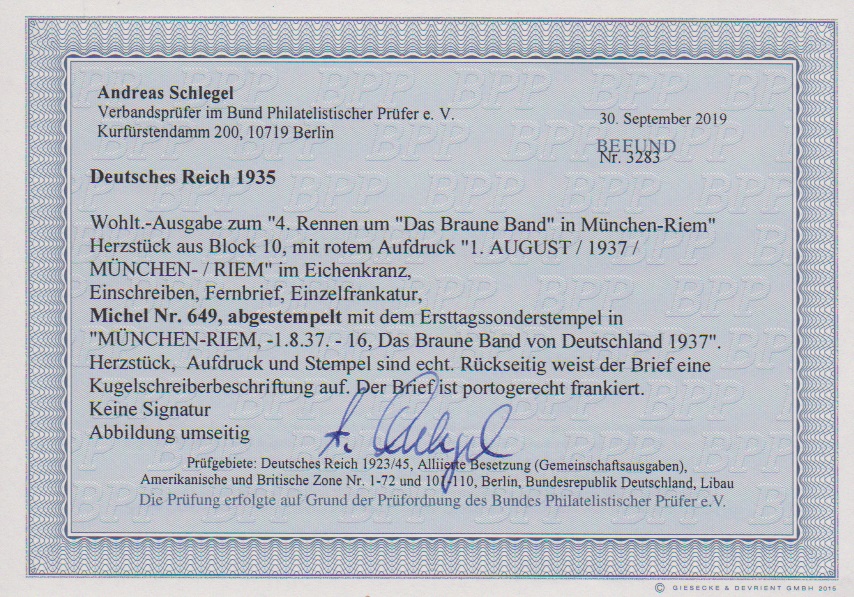 Andreas Schlegel
Verbandsprüfer im Bund Philatelistischer Prüfer e. V.
Kurfürstendamm 200, 10719 Berlin
30. September 2019
BEFUND
Nr. 3283
Deutsches Reich 1935
Wohlt.-Ausgabe zum "4. Rennen um "Das Braune Band" in München-Riem"
Herzstück aus Block 10, mit rotem Aufdruck "1. AUGUST / 1937 /
MÜNCHEN- / RIEM" im Eichenkranz,
Einschreiben, Fernbrief, Einzelfrankatur,
Michel Nr. 649, abgestempelt mit dem Ersttagssonderstempel in
"MÜNCHEN-RIEM, -1.8.37. - 16, Das Braune Band von Deutschland 1937".
Herzstück, Aufdruck und Stempel sind echt. Rückseitig weist der Brief eine
Kugelschreiberbeschriftung auf. Der Brief ist portogerecht frankiert.
Keine Signatur
Abbildung umseitig
A. Schlegel
Prüfgebiete: Deutsches Reich 1923/45, Alliierte Besetzung (Gemeinschaftsausgaben),
Amerikanische und Britische Zone Nr. 1-72 und 101-110, Berlin, Bundesrepublik Deutschland, Libau
Die Prüfung erfolgte auf Grund der Prüfordnung des Bundes Philatelistischer Prüfer e.V.
© GIESECKE & DEVRIENT GMBH 2015